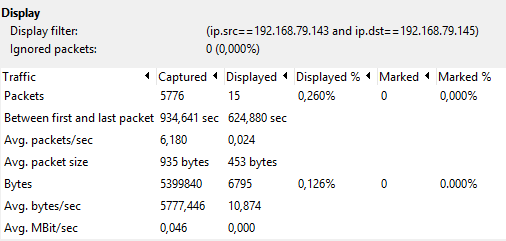 Display
Display filter: (ip.src==192.168.79.143 and ip.dst==192.168.79.145)
Ignored packets: 0 (0,000%)
Traffic Captured Displayed Displayed % Marked Marked %
Packets 5776 15 0,260% 0 0,000%
Between first and last packet 934,641 sec 624,880 sec
Avg. packets/sec 6,180 0,024
Avg. packet size 935 bytes 453 bytes
Bytes 5399840 6795 0,126% 0 0.000%
Avg. bytes/sec 5777,446 10,874
Avg. MBit/sec 0,046 0,000